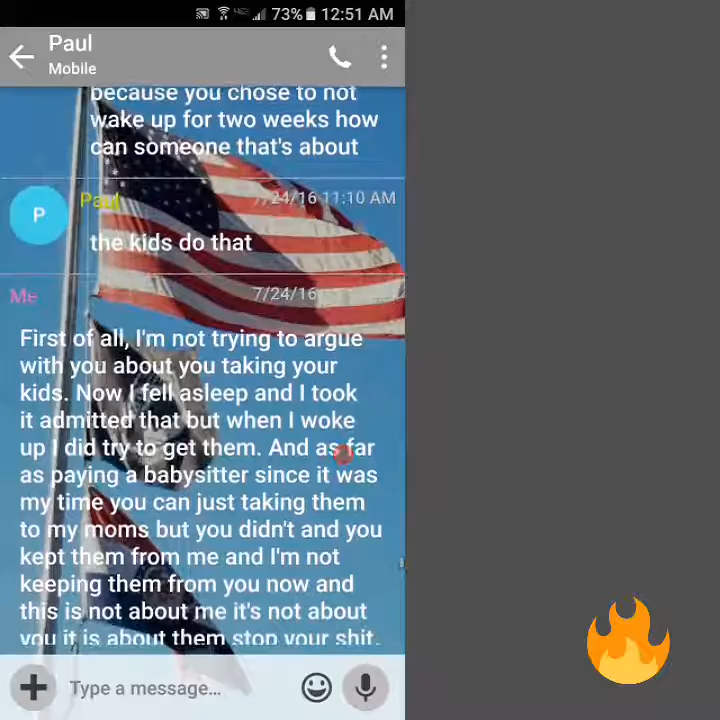 73% 12:51 AM
Paul
Mobile
because you chose to not
wake up for two weeks how
can someone that's about
P
Paul
7/24/16 11:10 AM
the kids do that
Me
7/24/16
First of all, I'm not trying to argue
with you about you taking your
kids. Now I fell asleep and I took
it admitted that but when I woke
up I did try to get them. And as far
as paying a babysitter since it was
my time you can just taking them
to my moms but you didn't and you
kept them from me and I'm not
keeping them from you now and
this is not about me it's not about
you it is about them stop your shit.
Type a message...